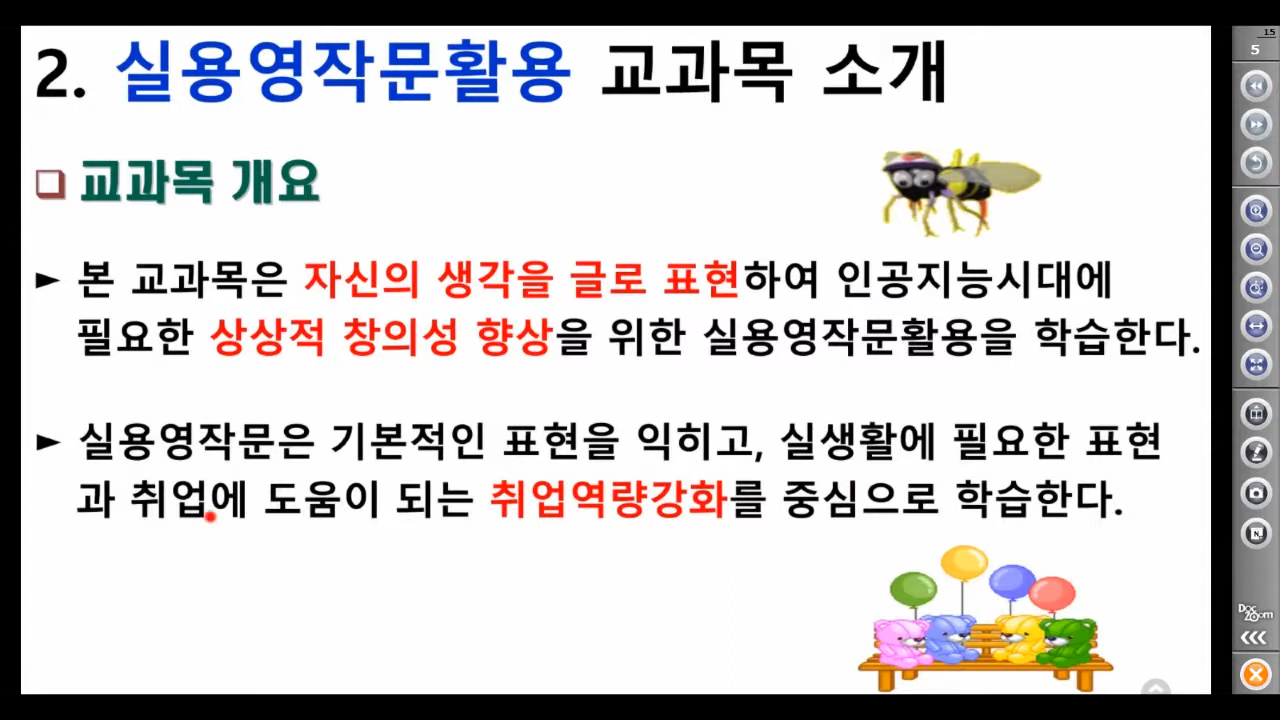 2. 실용영작문활용 교과목 소개
❏ 교과목 개요
► 본 교과목은 자신의 생각을 글로 표현하여 인공지능시대에
필요한 상상적 창의성 향상을 위한 실용영작문활용을 학습한다.
► 실용영작문은 기본적인 표현을 익히고, 실생활에 필요한 표현
과 취업에 도움이 되는 취업역량강화를 중심으로 학습한다.
15
5
Doc
Zoom